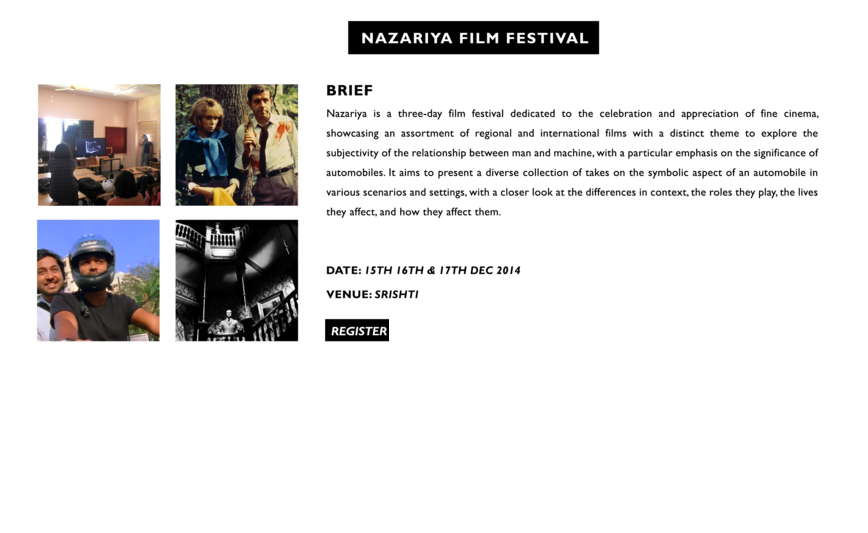 NAZARIYA FILM FESTIVAL
BRIEF
Nazariya is a three-day film festival dedicated to the celebration and appreciation of fine cinema,
showcasing an assortment of regional and international films with a distinct theme to explore the
subjectivity of the relationship between man and machine, with a particular emphasis on the significance of
automobiles. It aims to present a diverse collection of takes on the symbolic aspect of an automobile in
various scenarios and settings, with a closer look at the differences in context, the roles they play, the lives
they affect, and how they affect them.
DATE: 15TH 16TH & 17TH DEC 2014
VENUE: SRISHTI
REGISTER